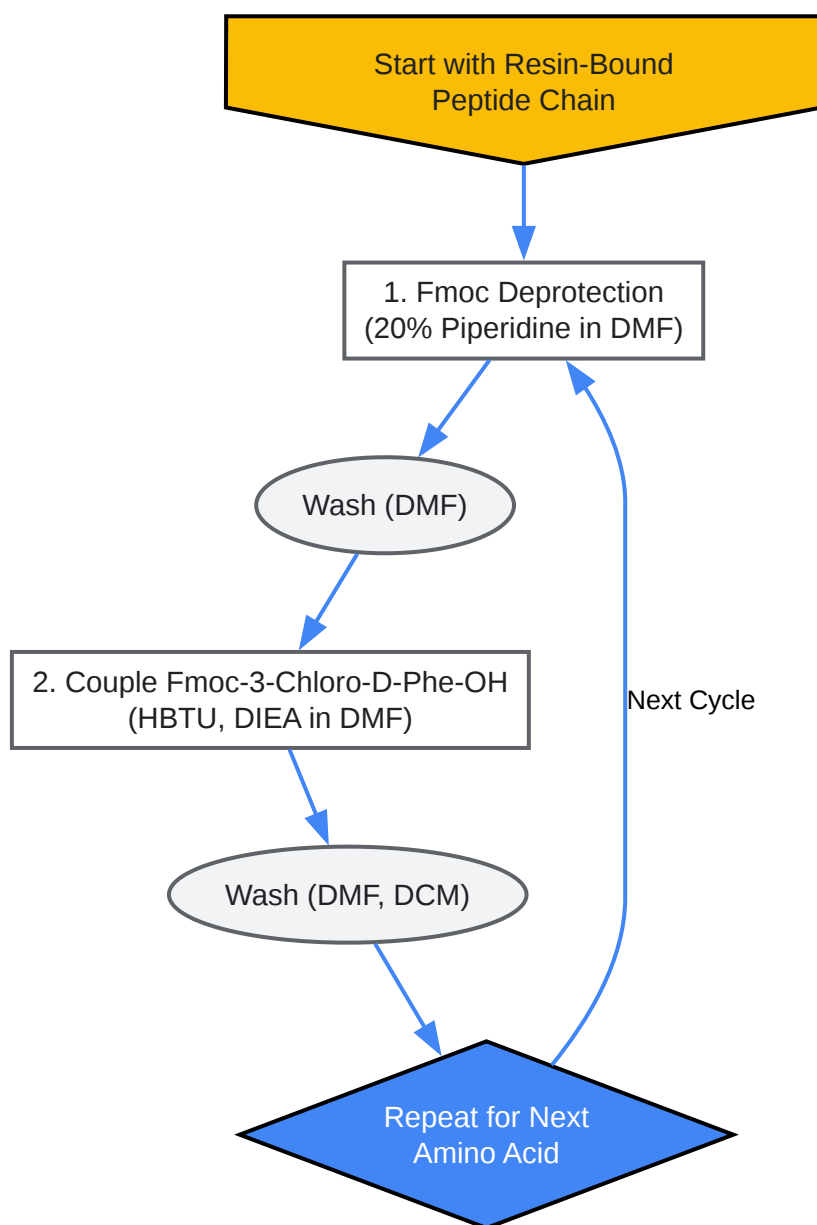 Start with Resin-Bound
Peptide Chain
1. Fmoc Deprotection
(20% Piperidine in DMF)
Wash (DMF)
2. Couple Fmoc-3-Chloro-D-Phe-OH
(HBTU, DIEA in DMF)
Next Cycle
Wash (DMF, DCM)
Repeat for Next
Amino Acid